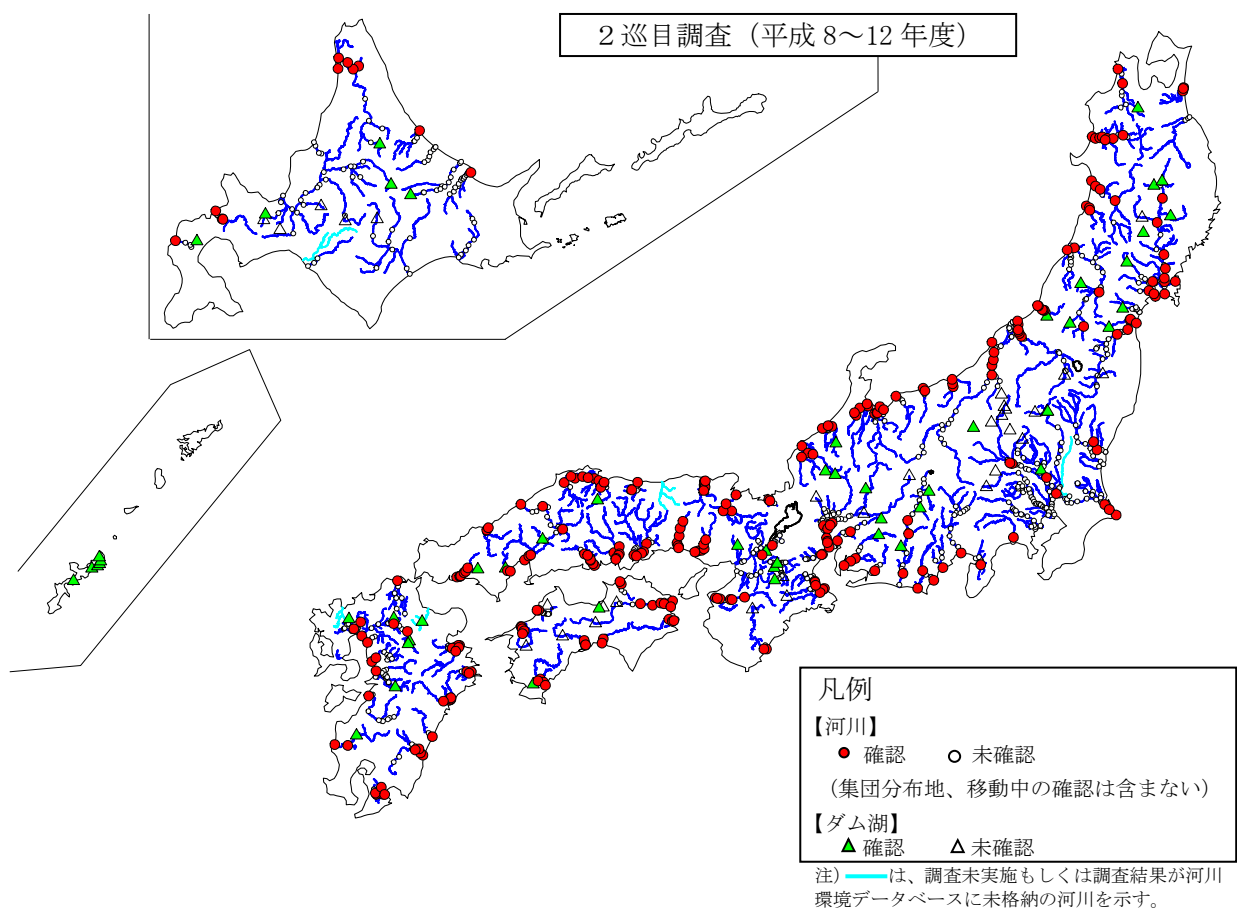 ２巡目調査（平成 8～12 年度）
凡例
【河川】
確認 未確認
（集団分布地、移動中の確認は含まない）
【ダム湖】
確認 未確認
注） は、調査未実施もしくは調査結果が河川
環境データベースに未格納の河川を示す。